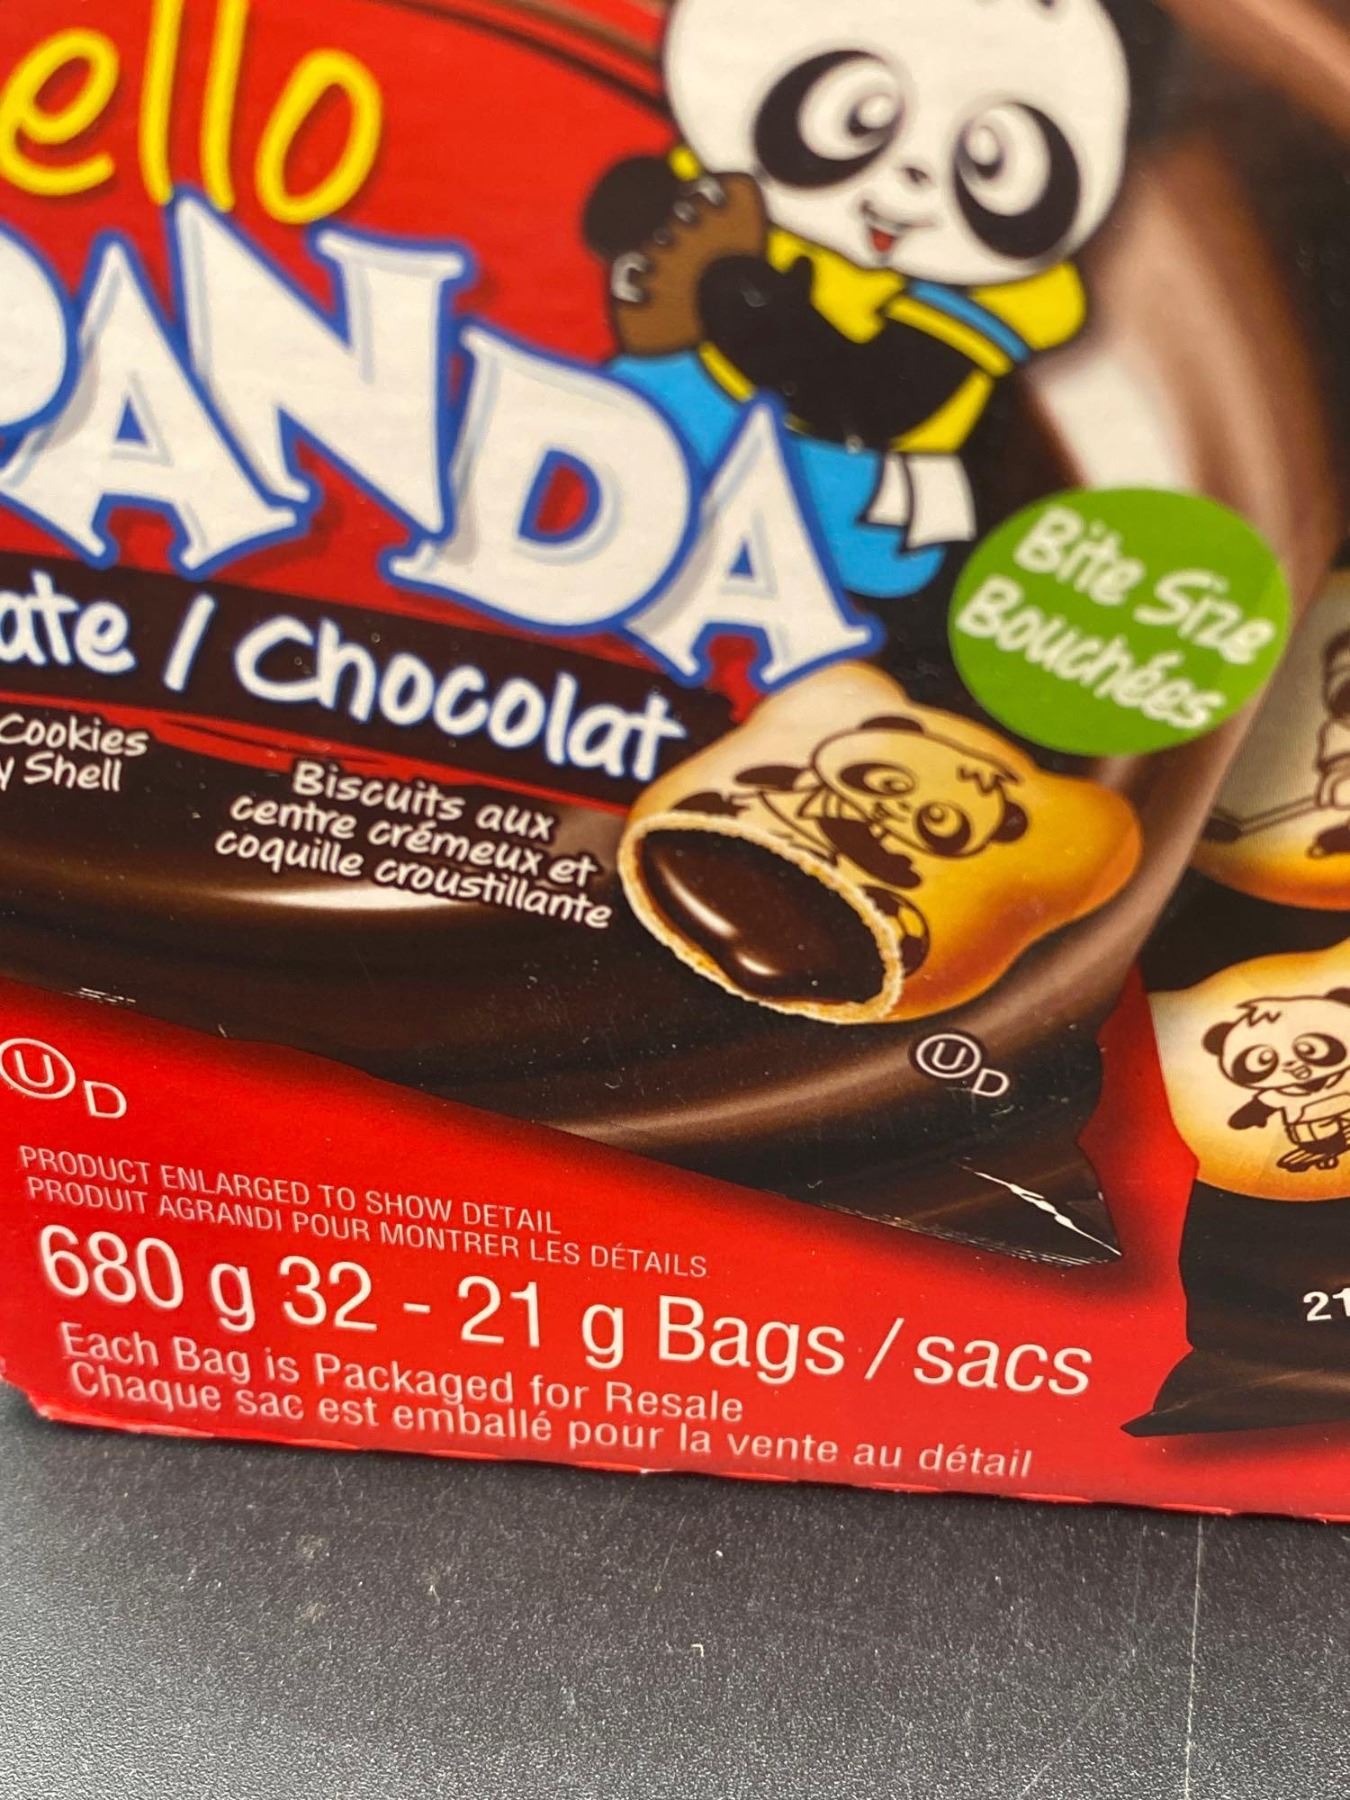 ello
PANDA
ate / Chocolat
Cookies
y Shell
Biscuits aux
centre crémeux et
coquille croustillante
Bite Size
Bouchées
U D
U D
PRODUCT ENLARGED TO SHOW DETAIL
PRODUIT AGRANDI POUR MONTRER LES DÉTAILS
680 g 32 - 21 g Bags / sacs
Each Bag is Packaged for Resale
Chaque sac est emballé pour la vente au détail
21